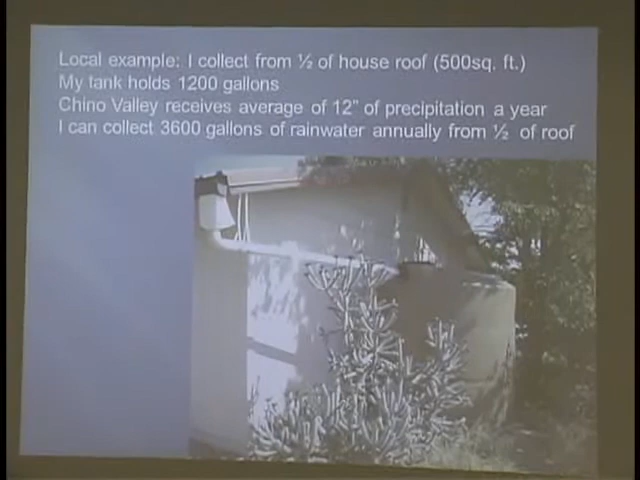 Local example: I collect from ½ of house roof (500sq. ft.)
My tank holds 1200 gallons
Chino Valley receives average of 12” of precipitation a year
I can collect 3600 gallons of rainwater annually from ½ of roof